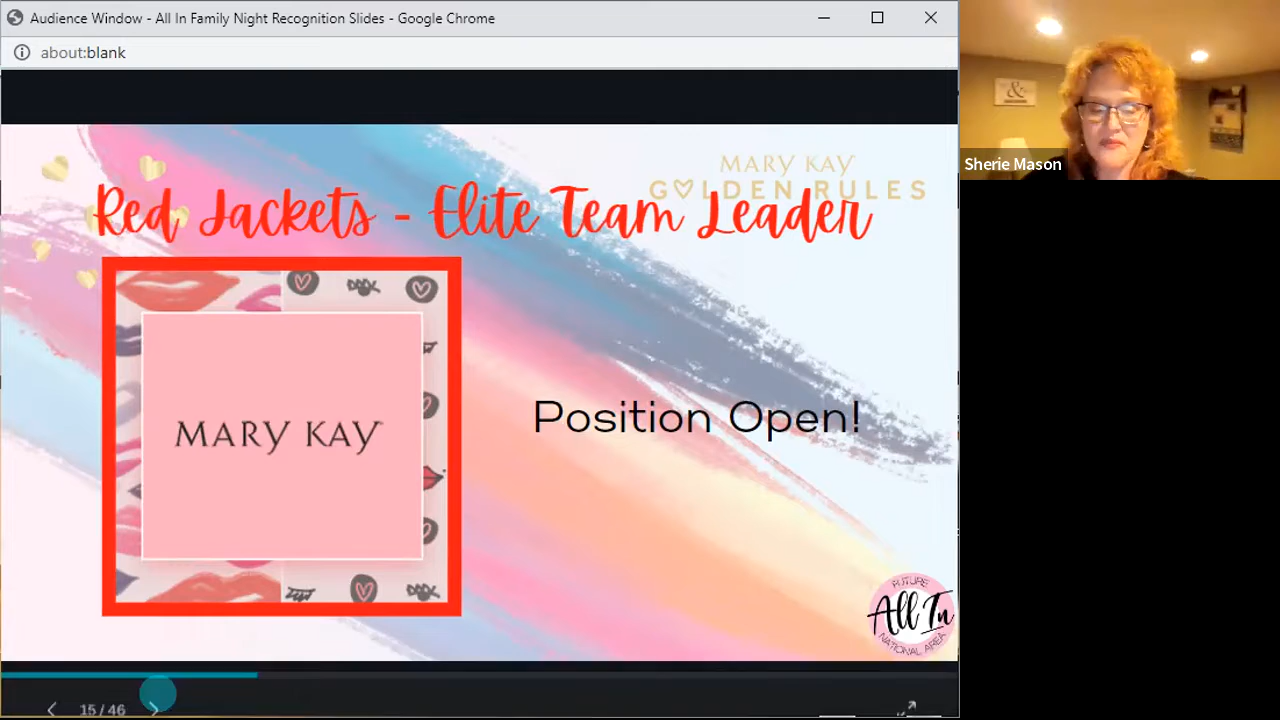 Audience Window - All In Family Night Recognition Slides - Google Chrome
about:blank
MARY KAY
GOLDEN RULES
Red Jackets - Elite Team Leader
MARY KAY
Position Open!
FUTURE
All In
NATIONAL AREA
15 / 46
&
Sherie Mason